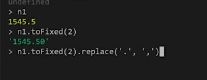 undefined
> n1
1545.5
> n1.toFixed(2)
'1545.50'
> n1.toFixed(2).replace('.', ',')